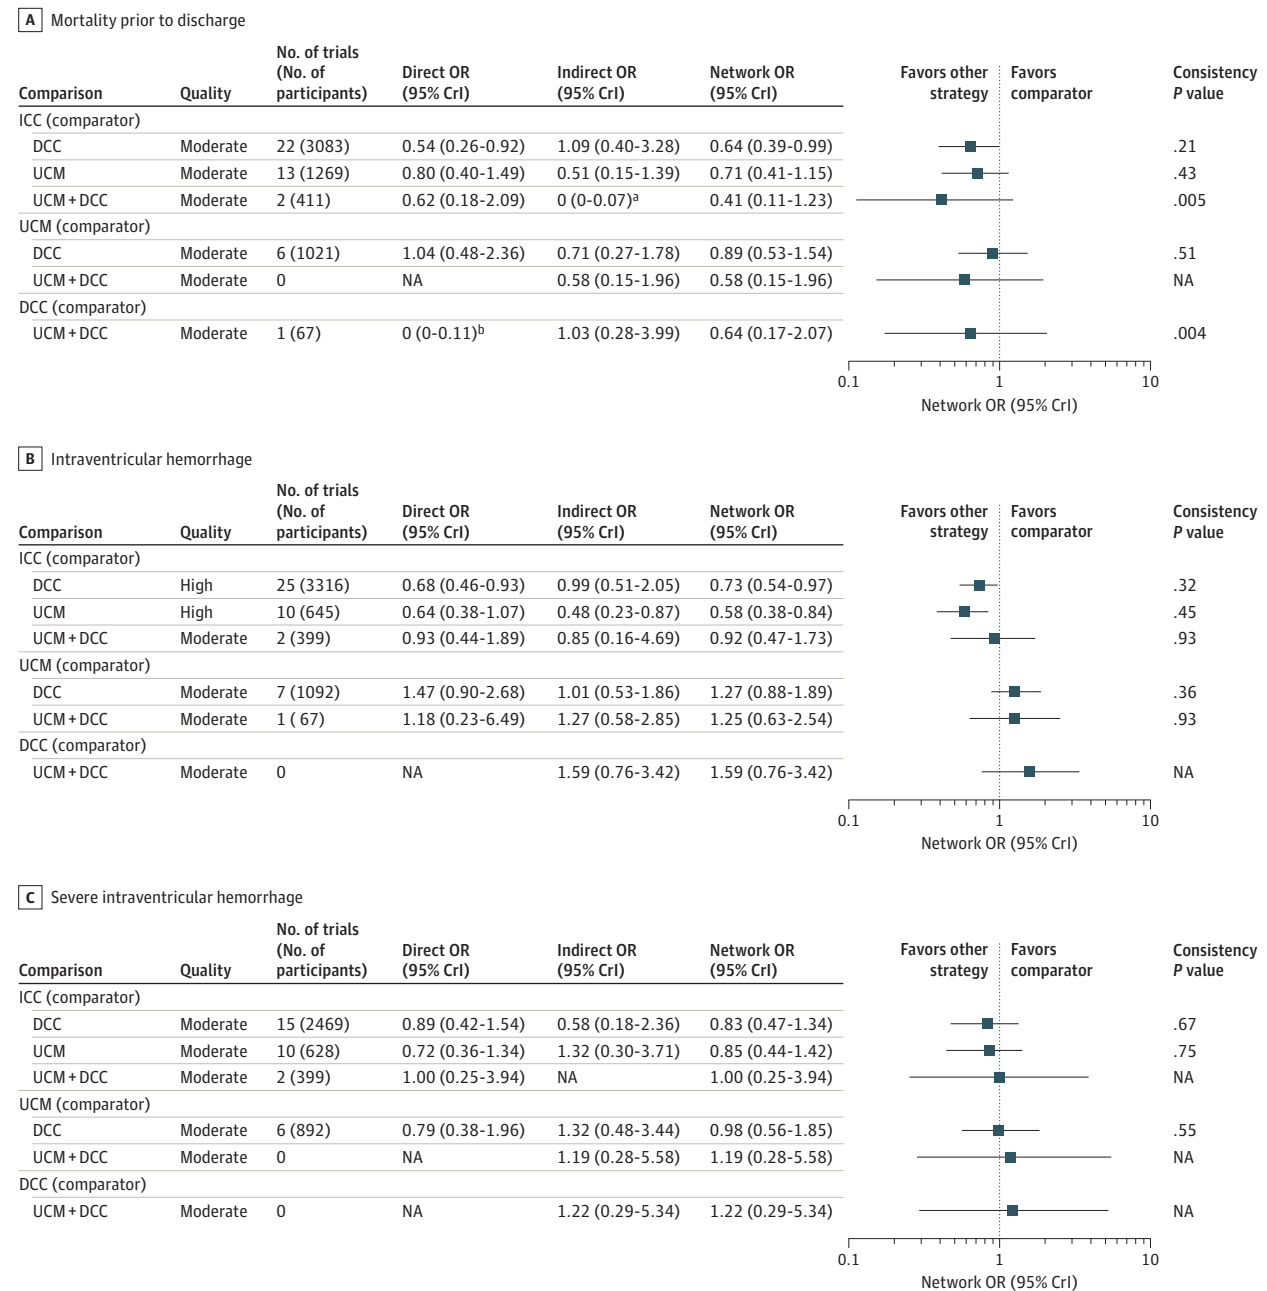 A Mortality prior to discharge
Comparison Quality No. of trials (No. of participants) Direct OR (95% CrI) Indirect OR (95% CrI) Network OR (95% CrI) Favors other strategy Favors comparator Consistency P value
ICC (comparator)
DCC Moderate 22 (3083) 0.54 (0.26-0.92) 1.09 (0.40-3.28) 0.64 (0.39-0.99) .21
UCM Moderate 13 (1269) 0.80 (0.40-1.49) 0.51 (0.15-1.39) 0.71 (0.41-1.15) .43
UCM + DCC Moderate 2 (411) 0.62 (0.18-2.09) 0 (0-0.07)a 0.41 (0.11-1.23) .005
UCM (comparator)
DCC Moderate 6 (1021) 1.04 (0.48-2.36) 0.71 (0.27-1.78) 0.89 (0.53-1.54) .51
UCM + DCC Moderate 0 NA 0.58 (0.15-1.96) 0.58 (0.15-1.96) NA
DCC (comparator)
UCM + DCC Moderate 1 (67) 0 (0-0.11)b 1.03 (0.28-3.99) 0.64 (0.17-2.07) .004
0.1 1 10
Network OR (95% CrI)
B Intraventricular hemorrhage
Comparison Quality No. of trials (No. of participants) Direct OR (95% CrI) Indirect OR (95% CrI) Network OR (95% CrI) Favors other strategy Favors comparator Consistency P value
ICC (comparator)
DCC High 25 (3316) 0.68 (0.46-0.93) 0.99 (0.51-2.05) 0.73 (0.54-0.97) .32
UCM High 10 (645) 0.64 (0.38-1.07) 0.48 (0.23-0.87) 0.58 (0.38-0.84) .45
UCM + DCC Moderate 2 (399) 0.93 (0.44-1.89) 0.85 (0.16-4.69) 0.92 (0.47-1.73) .93
UCM (comparator)
DCC Moderate 7 (1092) 1.47 (0.90-2.68) 1.01 (0.53-1.86) 1.27 (0.88-1.89) .36
UCM + DCC Moderate 1 ( 67) 1.18 (0.23-6.49) 1.27 (0.58-2.85) 1.25 (0.63-2.54) .93
DCC (comparator)
UCM + DCC Moderate 0 NA 1.59 (0.76-3.42) 1.59 (0.76-3.42) NA
0.1 1 10
Network OR (95% CrI)
C Severe intraventricular hemorrhage
Comparison Quality No. of trials (No. of participants) Direct OR (95% CrI) Indirect OR (95% CrI) Network OR (95% CrI) Favors other strategy Favors comparator Consistency P value
ICC (comparator)
DCC Moderate 15 (2469) 0.89 (0.42-1.54) 0.58 (0.18-2.36) 0.83 (0.47-1.34) .67
UCM Moderate 10 (628) 0.72 (0.36-1.34) 1.32 (0.30-3.71) 0.85 (0.44-1.42) .75
UCM + DCC Moderate 2 (399) 1.00 (0.25-3.94) NA 1.00 (0.25-3.94) NA
UCM (comparator)
DCC Moderate 6 (892) 0.79 (0.38-1.96) 1.32 (0.48-3.44) 0.98 (0.56-1.85) .55
UCM + DCC Moderate 0 NA 1.19 (0.28-5.58) 1.19 (0.28-5.58) NA
DCC (comparator)
UCM + DCC Moderate 0 NA 1.22 (0.29-5.34) 1.22 (0.29-5.34) NA
0.1 1 10
Network OR (95% CrI)